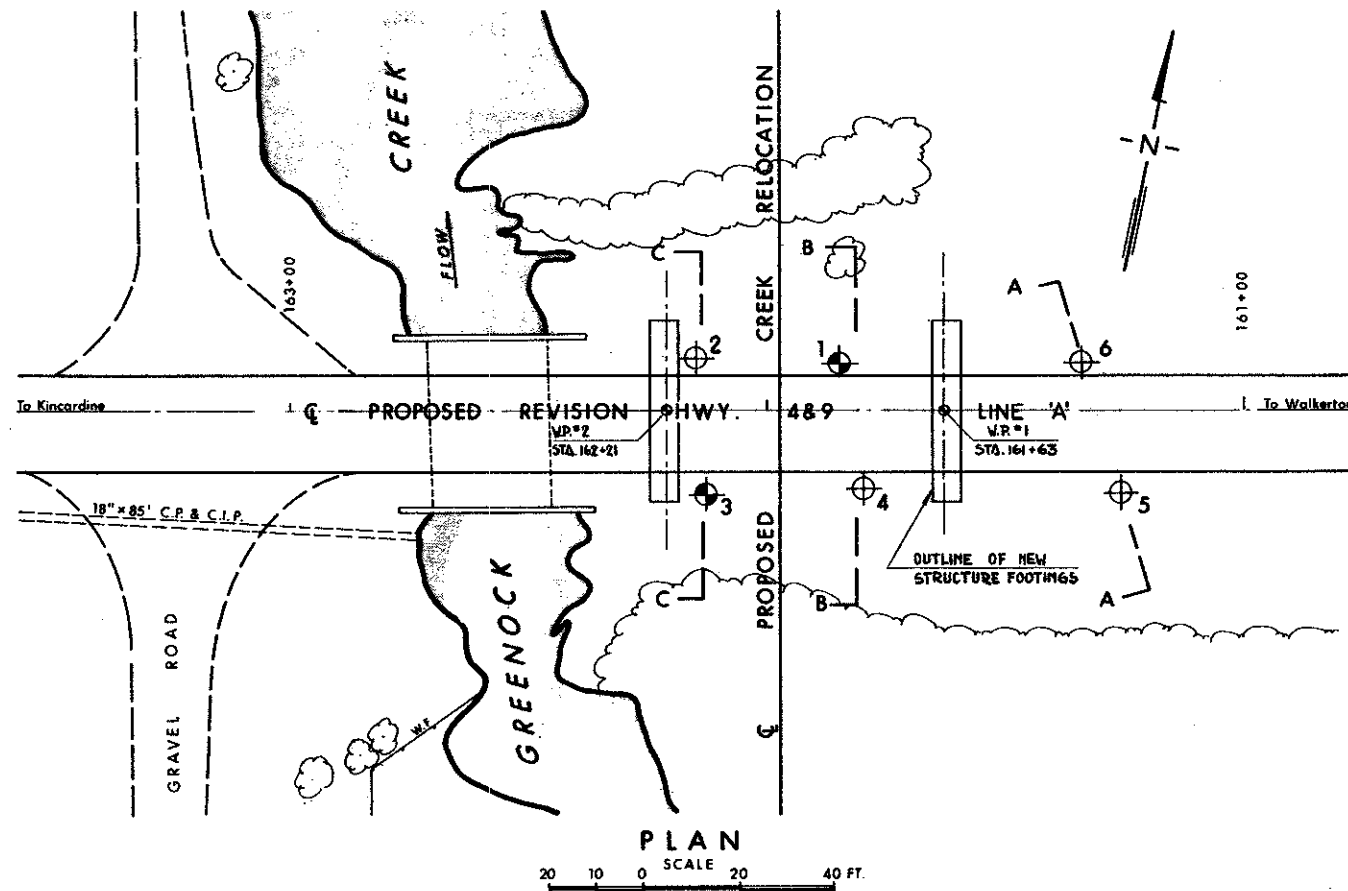 CREEK
FLOW
163+00
RELOCATION
CREEK
PROPOSED
℄
N
C
B
A
161+00
2
1
6
To Kincardine
℄ PROPOSED REVISION HWY. 4&9 LINE 'A'
To Walkerton
W.P.#2
STA. 162+21
W.P.#1
STA. 161+63
18"×85' C.P. & C.I.P.
3
4
5
OUTLINE OF NEW
STRUCTURE FOOTINGS
C
B
A
GREENOCK
GRAVEL ROAD
W.F.
PLAN
SCALE
20 10 0 20 40 FT.